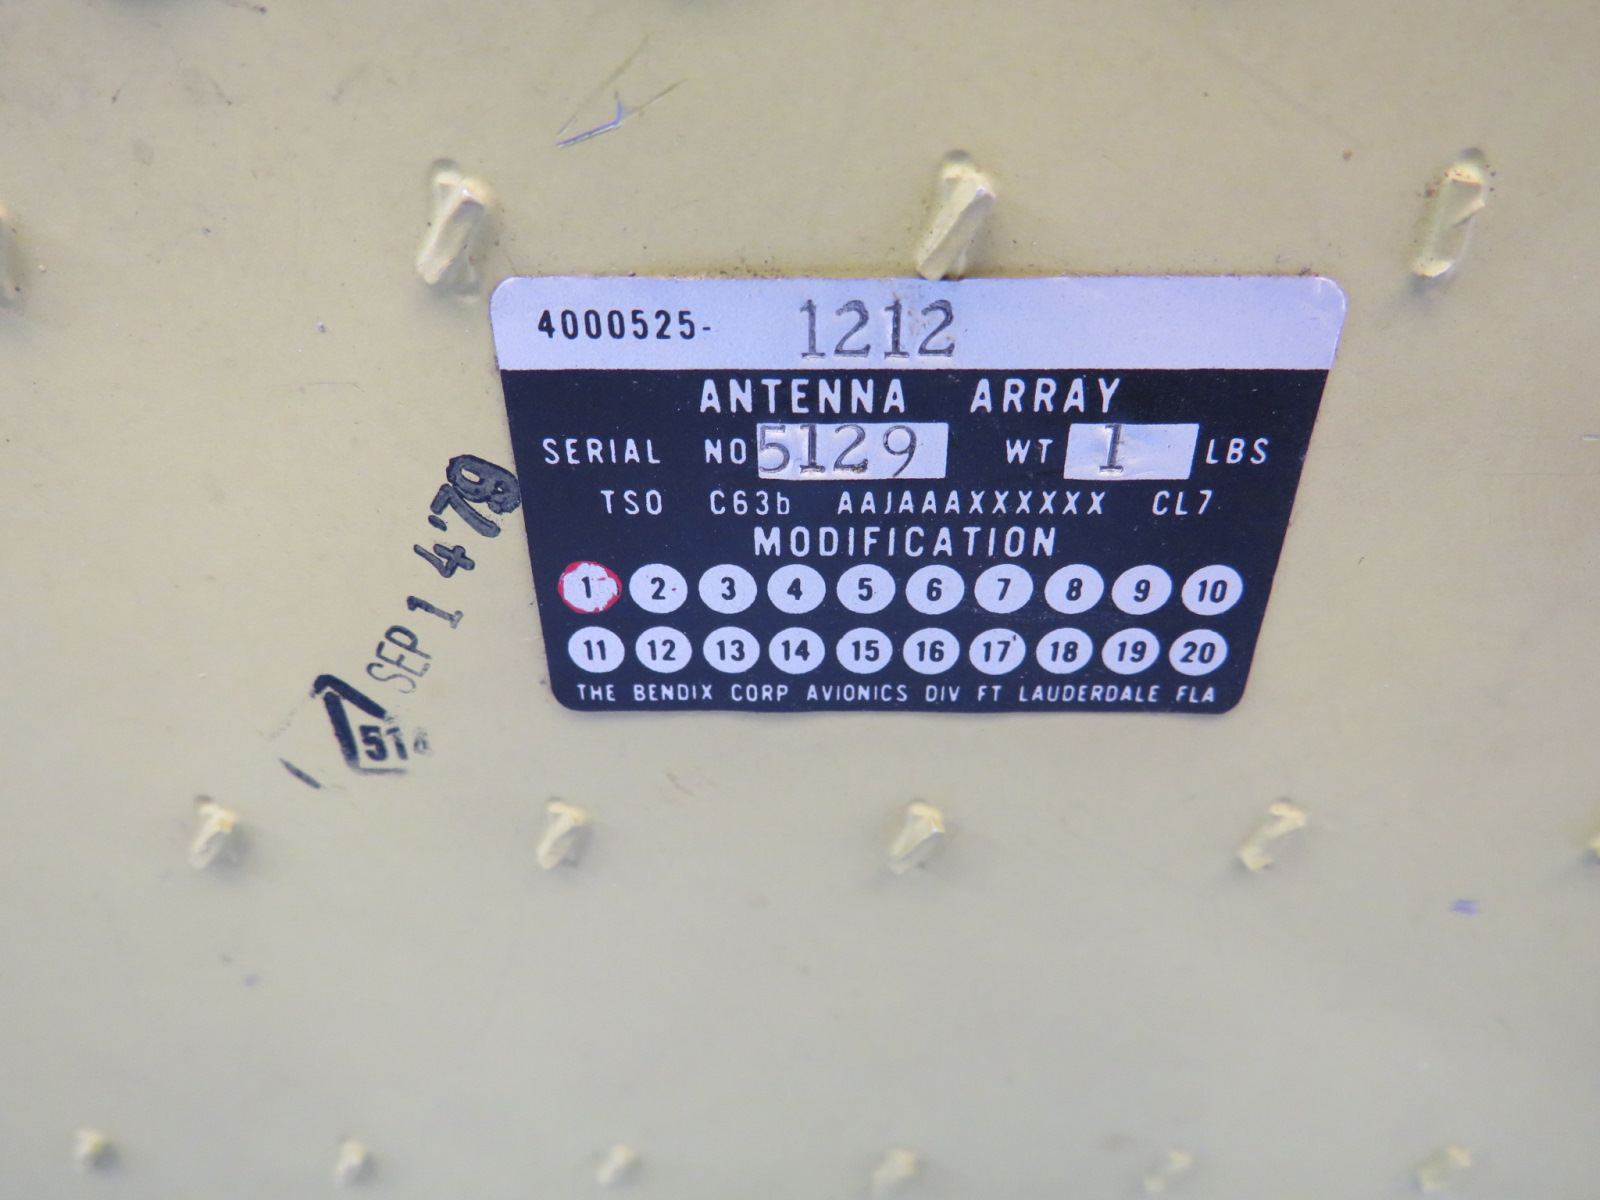 4000525- 1212
ANTENNA ARRAY
SERIAL NO 5129 WT 1 LBS
TSO C63b AAJAAAXXXXXX CL7
MODIFICATION
1 2 3 4 5 6 7 8 9 10
11 12 13 14 15 16 17 18 19 20
THE BENDIX CORP AVIONICS DIV FT LAUDERDALE FLA
SEP 1 4 '79